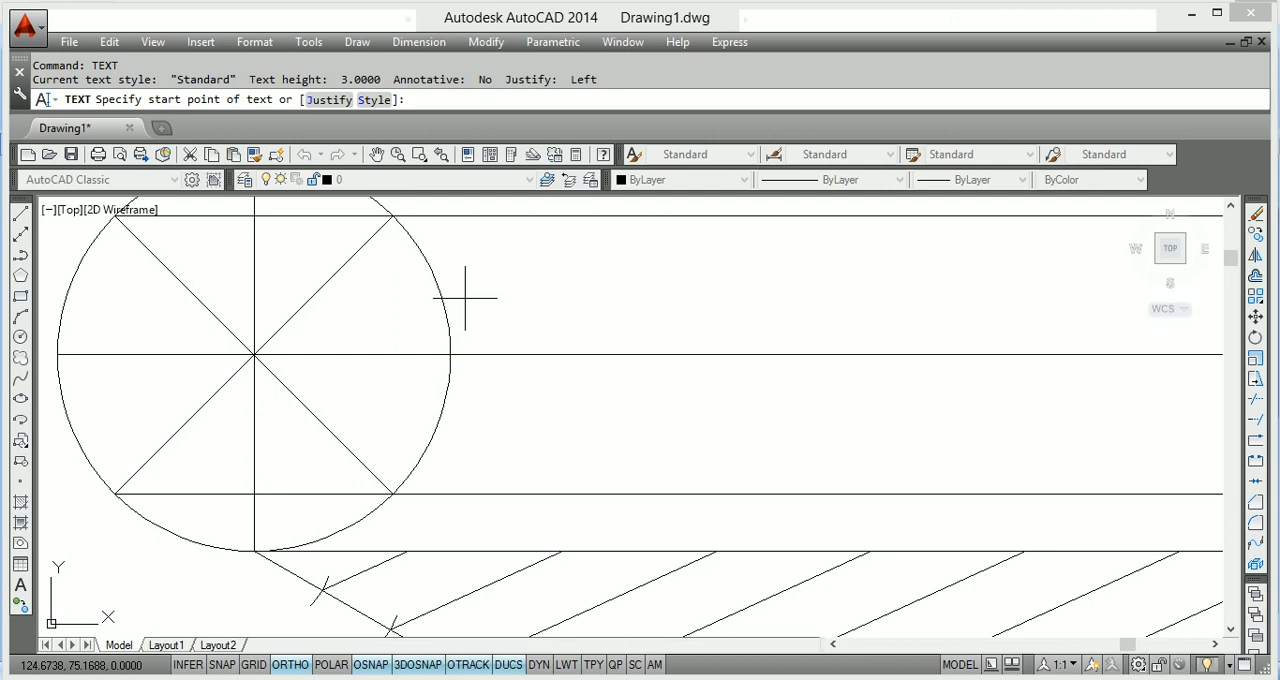 Autodesk AutoCAD 2014 Drawing1.dwg
File Edit View Insert Format Tools Draw Dimension Modify Parametric Window Help Express
Command: TEXT
Current text style: "Standard" Text height: 3.0000 Annotative: No Justify: Left
TEXT Specify start point of text or [Justify Style]:
Drawing1*
Standard Standard Standard Standard
AutoCAD Classic 0 ByLayer ByLayer ByLayer ByColor
[−][Top][2D Wireframe]
N
W TOP E
S
WCS
Y
X
Model Layout1 Layout2
124.6738, 75.1688, 0.0000 INFER SNAP GRID ORTHO POLAR OSNAP 3DOSNAP OTRACK DUCS DYN LWT TPY QP SC AM MODEL 1:1